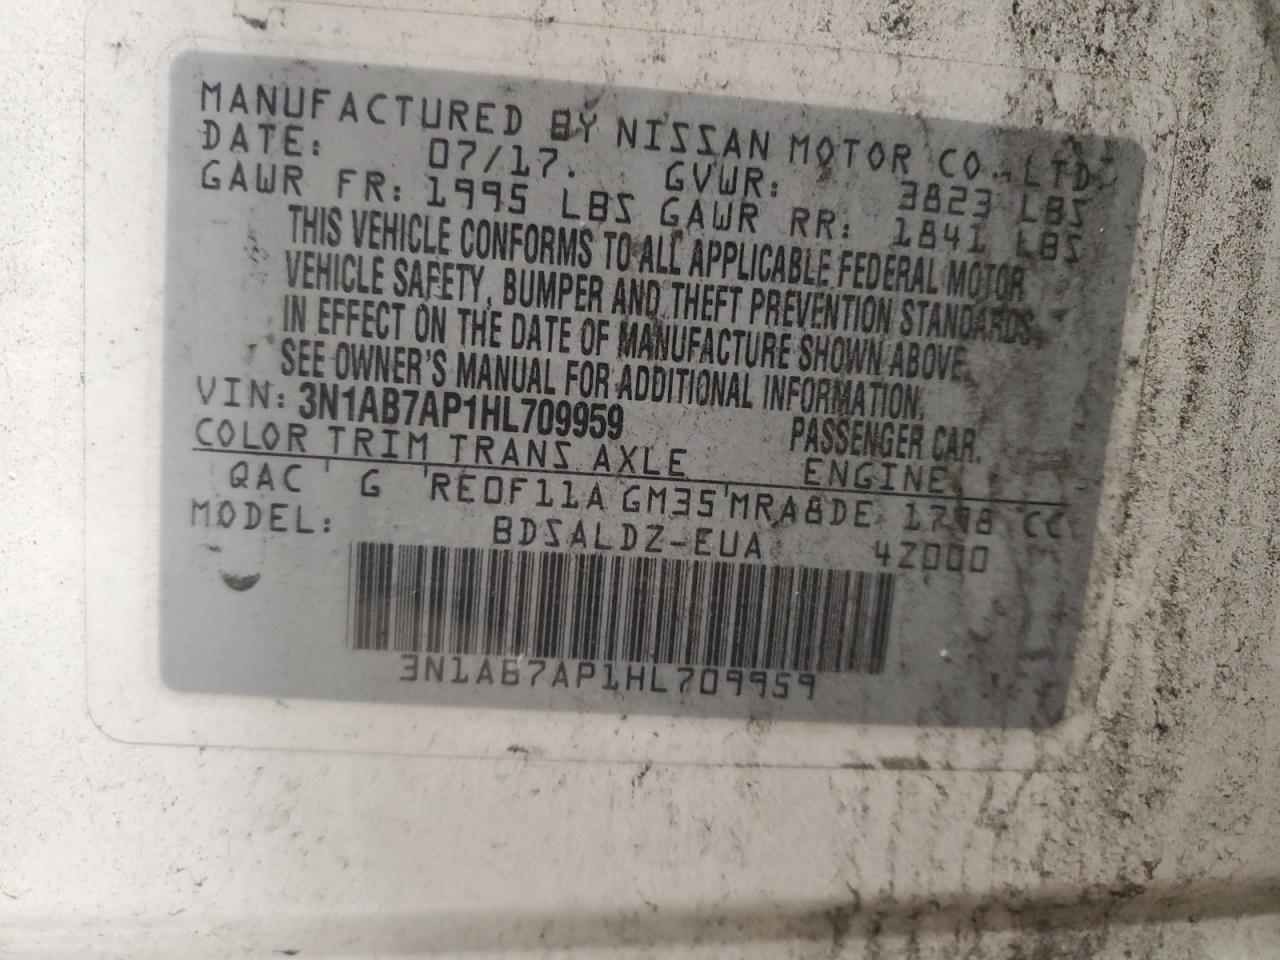 MANUFACTURED BY NISSAN MOTOR CO., LTD.
DATE: 07/17. GVWR: 3823 LBS
GAWR FR: 1995 LBS GAWR RR: 1841 LBS
THIS VEHICLE CONFORMS TO ALL APPLICABLE FEDERAL MOTOR
VEHICLE SAFETY, BUMPER AND THEFT PREVENTION STANDARDS
IN EFFECT ON THE DATE OF MANUFACTURE SHOWN ABOVE.
SEE OWNER'S MANUAL FOR ADDITIONAL INFORMATION.
VIN: 3N1AB7AP1HL709959 PASSENGER CAR.
COLOR TRIM TRANS AXLE ENGINE
QAC G RE0F11A GM35 MRA8DE 1798 CC
MODEL: BDSALDZ-EUA 4Z000
3N1AB7AP1HL709959